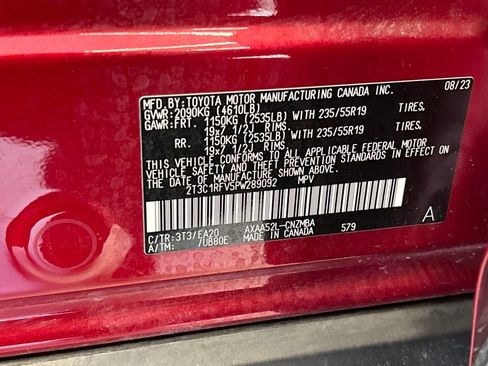 MFD.BY:TOYOTA MOTOR MANUFACTURING CANADA INC. 08/23
GVWR:2090KG (4610LB)
GAWR:FRT. 1150KG (2535LB) WITH 235/55R19 TIRES,
19x7 1/2J RIMS.
RR. 1150KG (2535LB) WITH 235/55R19 TIRES,
19x7 1/2J RIMS.
THIS VEHICLE CONFORMS TO ALL APPLICABLE FEDERAL MOTOR
VEHICLE SAFETY AND THEFT PREVENTION STANDARDS IN EFFECT
ON THE DATE OF MANUFACTURE SHOWN ABOVE.
2T3C1RFV5PW289092 MPV
C/TR:3T3/EA20 AXAA52L-CNZMBA A
A/TM: /UB80E MADE IN CANADA 579